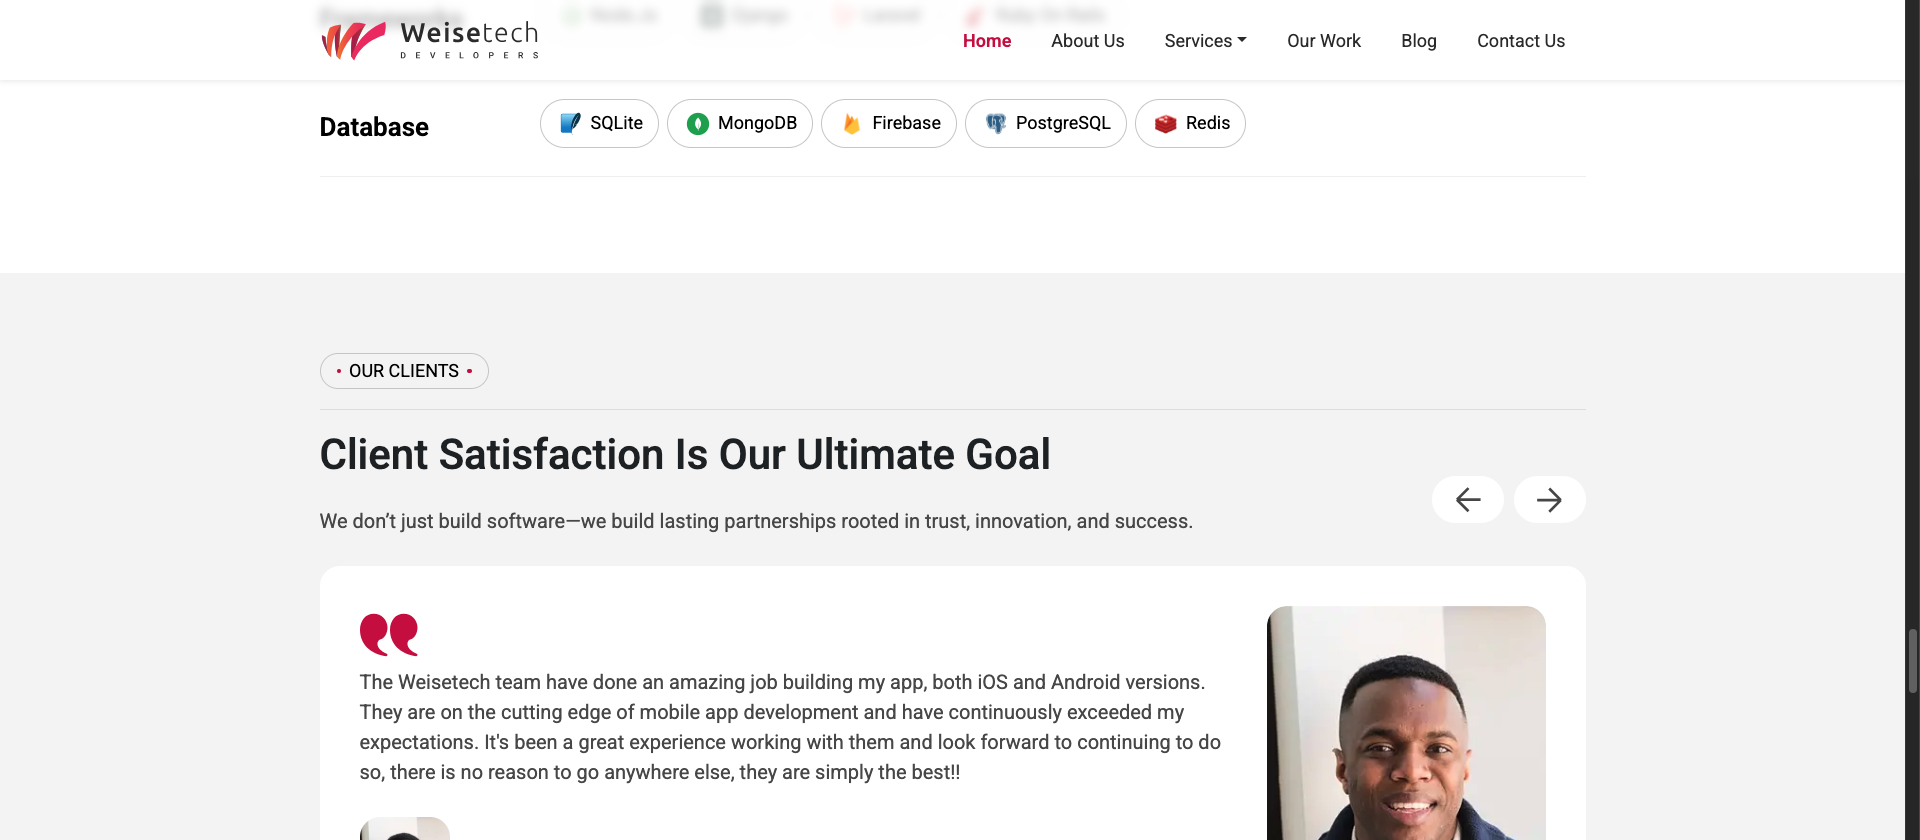 Weisetech
DEVELOPERS
Home
About Us
Services
Our Work
Blog
Contact Us
Database
SQLite
MongoDB
Firebase
PostgreSQL
Redis
• OUR CLIENTS •
Client Satisfaction Is Our Ultimate Goal
We don’t just build software—we build lasting partnerships rooted in trust, innovation, and success.
The Weisetech team have done an amazing job building my app, both iOS and Android versions.
They are on the cutting edge of mobile app development and have continuously exceeded my
expectations. It's been a great experience working with them and look forward to continuing to do
so, there is no reason to go anywhere else, they are simply the best!!